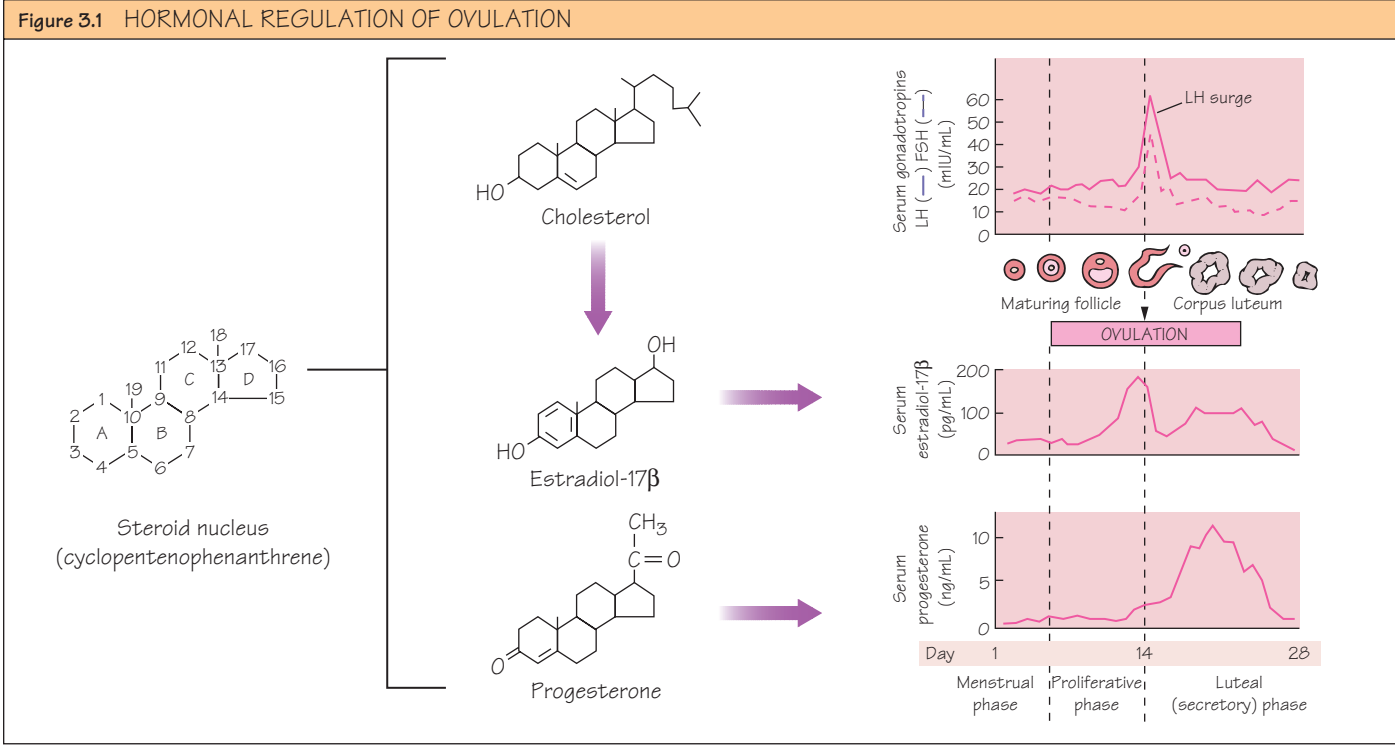 Figure 3.1 HORMONAL REGULATION OF OVULATION
18
12
17
11
13
16
C
D
19
9
14
15
1
10
2
8
A
B
3
5
7
4
6
Steroid nucleus
(cyclopentenophenanthrene)
HO
Cholesterol
OH
HO
Estradiol-17β
CH3
C=O
O
Progesterone
Serum gonadotropins
LH (—) FSH (—)
(mIU/mL)
60
50
40
30
20
10
0
LH surge
Maturing follicle
Corpus luteum
OVULATION
Serum
estradiol-17β
(pg/mL)
200
100
0
Serum
progesterone
(ng/mL)
10
5
0
Day 1 14 28
Menstrual
phase
Proliferative
phase
Luteal
(secretory) phase